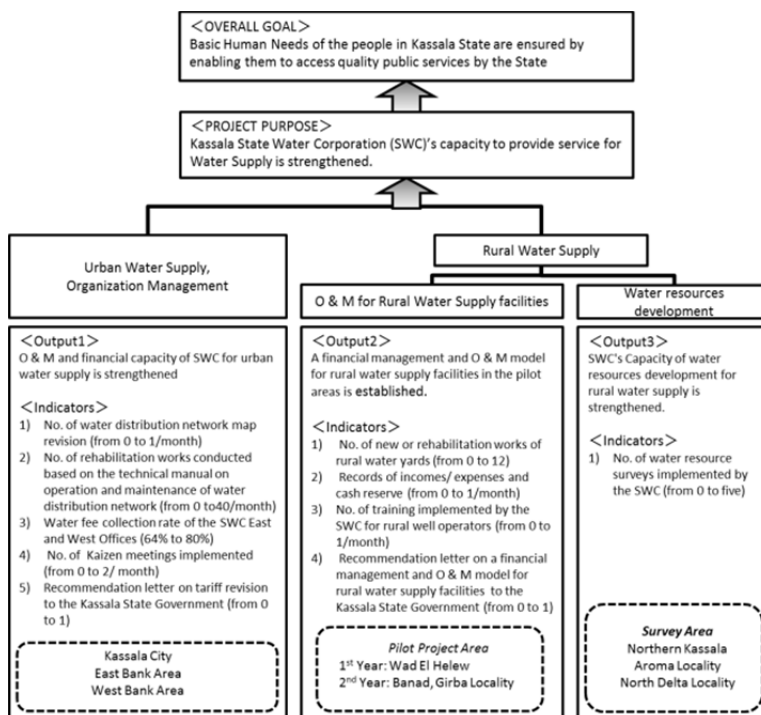 ＜OVERALL GOAL＞
Basic Human Needs of the people in Kassala State are ensured by
enabling them to access quality public services by the State
＜PROJECT PURPOSE＞
Kassala State Water Corporation (SWC)'s capacity to provide service for
Water Supply is strengthened.
Urban Water Supply,
Organization Management
Rural Water Supply
O & M for Rural Water Supply facilities
Water resources
development
＜Output1＞
O & M and financial capacity of SWC for urban
water supply is strengthened
＜Indicators＞
1) No. of water distribution network map
revision (from 0 to 1/month)
2) No. of rehabilitation works conducted
based on the technical manual on
operation and maintenance of water
distribution network (from 0 to40/month)
3) Water fee collection rate of the SWC East
and West Offices (64% to 80%)
4) No. of Kaizen meetings implemented
(from 0 to 2/ month)
5) Recommendation letter on tariff revision
to the Kassala State Government (from 0
to 1)
Kassala City
East Bank Area
West Bank Area
＜Output2＞
A financial management and O & M model
for rural water supply facilities in the pilot
areas is established.
＜Indicators＞
1) No. of new or rehabilitation works of
rural water yards (from 0 to 12)
2) Records of incomes/ expenses and
cash reserve (from 0 to 1/month)
3) No. of training implemented by the
SWC for rural well operators (from 0 to
1/month)
4) Recommendation letter on a financial
management and O & M model for
rural water supply facilities to the
Kassala State Government (from 0 to 1)
Pilot Project Area
1st Year: Wad El Helew
2nd Year: Banad, Girba Locality
＜Output3＞
SWC's Capacity of water
resources development for
rural water supply is
strengthened.
＜Indicators＞
1) No. of water resource
surveys implemented by
the SWC (from 0 to five)
Survey Area
Northern Kassala
Aroma Locality
North Delta Locality